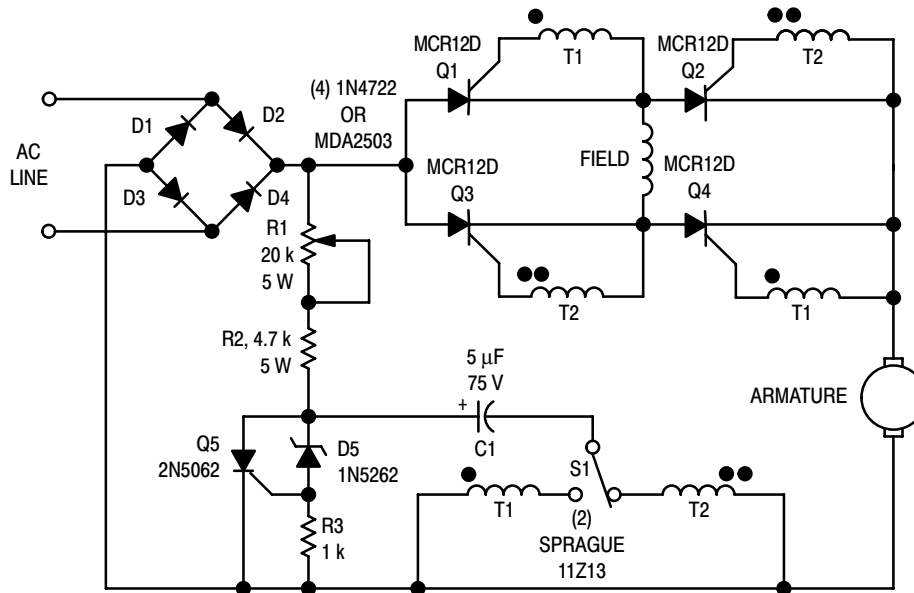 MCR12D
Q1
T1
MCR12D
Q2
T2
(4) 1N4722
OR
MDA2503
D1
D2
AC
LINE
D3
D4
MCR12D
Q3
FIELD
MCR12D
Q4
R1
20 k
5 W
T2
T1
R2, 4.7 k
5 W
5 μF
75 V
+
C1
ARMATURE
Q5
2N5062
D5
1N5262
S1
T1
T2
(2)
SPRAGUE
11Z13
R3
1 k